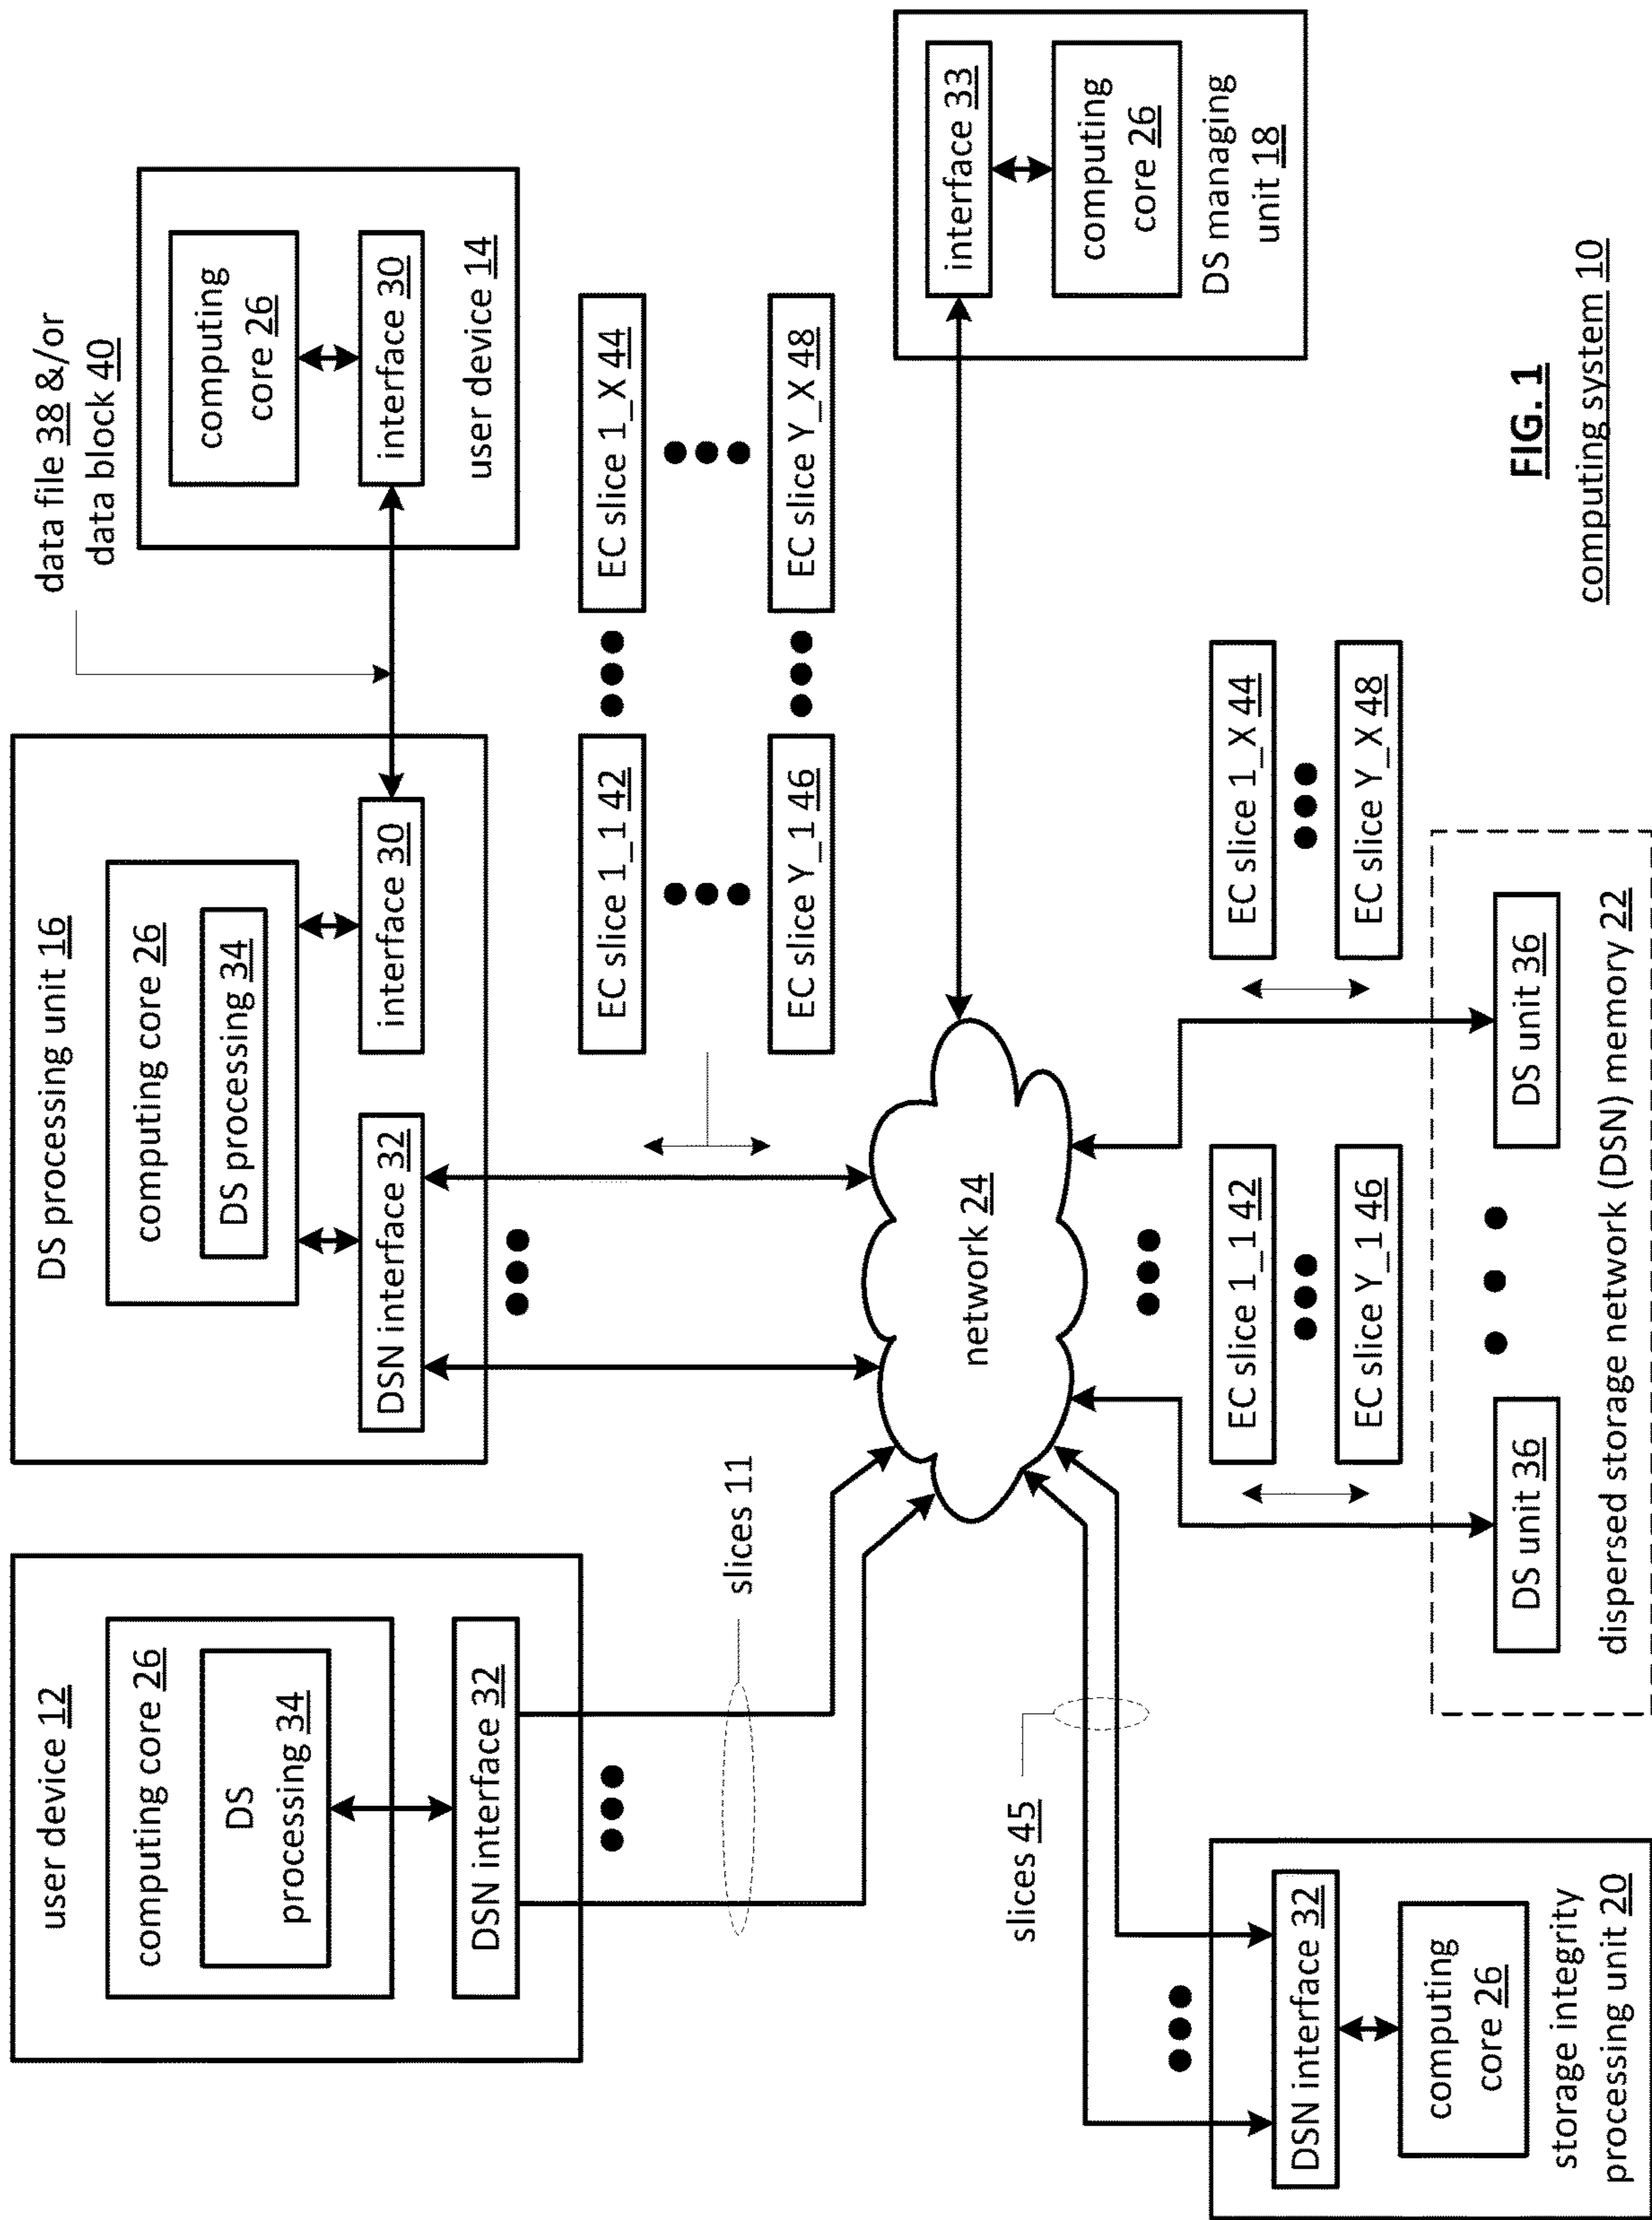 user device 12
computing core 26
DS
processing 34
DSN interface 32
slices 11
DS processing unit 16
computing core 26
DS processing 34
DSN interface 32
interface 30
data file 38 &/or
data block 40
computing
core 26
interface 30
user device 14
EC slice 1_1 42
EC slice 1_X 44
EC slice Y_1 46
EC slice Y_X 48
network 24
interface 33
computing
core 26
DS managing
unit 18
slices 45
DSN interface 32
computing
core 26
storage integrity
processing unit 20
EC slice 1_1 42
EC slice Y_1 46
EC slice 1_X 44
EC slice Y_X 48
DS unit 36
DS unit 36
dispersed storage network (DSN) memory 22
FIG. 1
computing system 10